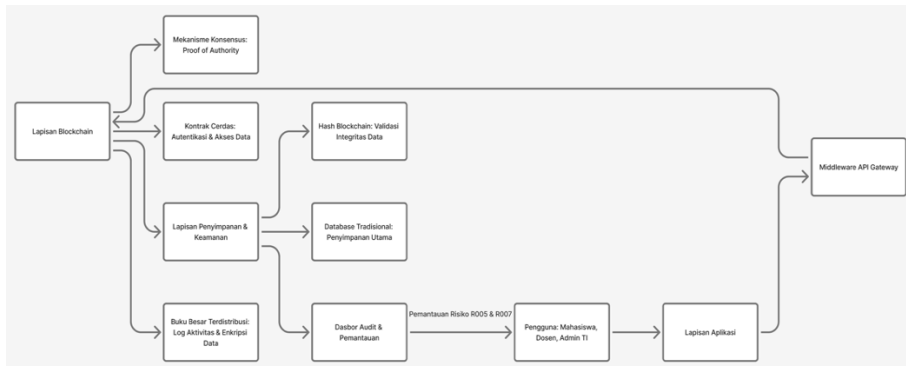 Mekanisme Konsensus:
Proof of Authority
Lapisan Blockchain
Kontrak Cerdas:
Autentikasi & Akses Data
Hash Blockchain: Validasi
Integritas Data
Middleware API Gateway
Lapisan Penyimpanan &
Keamanan
Database Tradisional:
Penyimpanan Utama
Buku Besar Terdistribusi:
Log Aktivitas & Enkripsi
Data
Dasbor Audit &
Pemantauan
Pemantauan Risiko R005 & R007
Pengguna: Mahasiswa,
Dosen, Admin TI
Lapisan Aplikasi